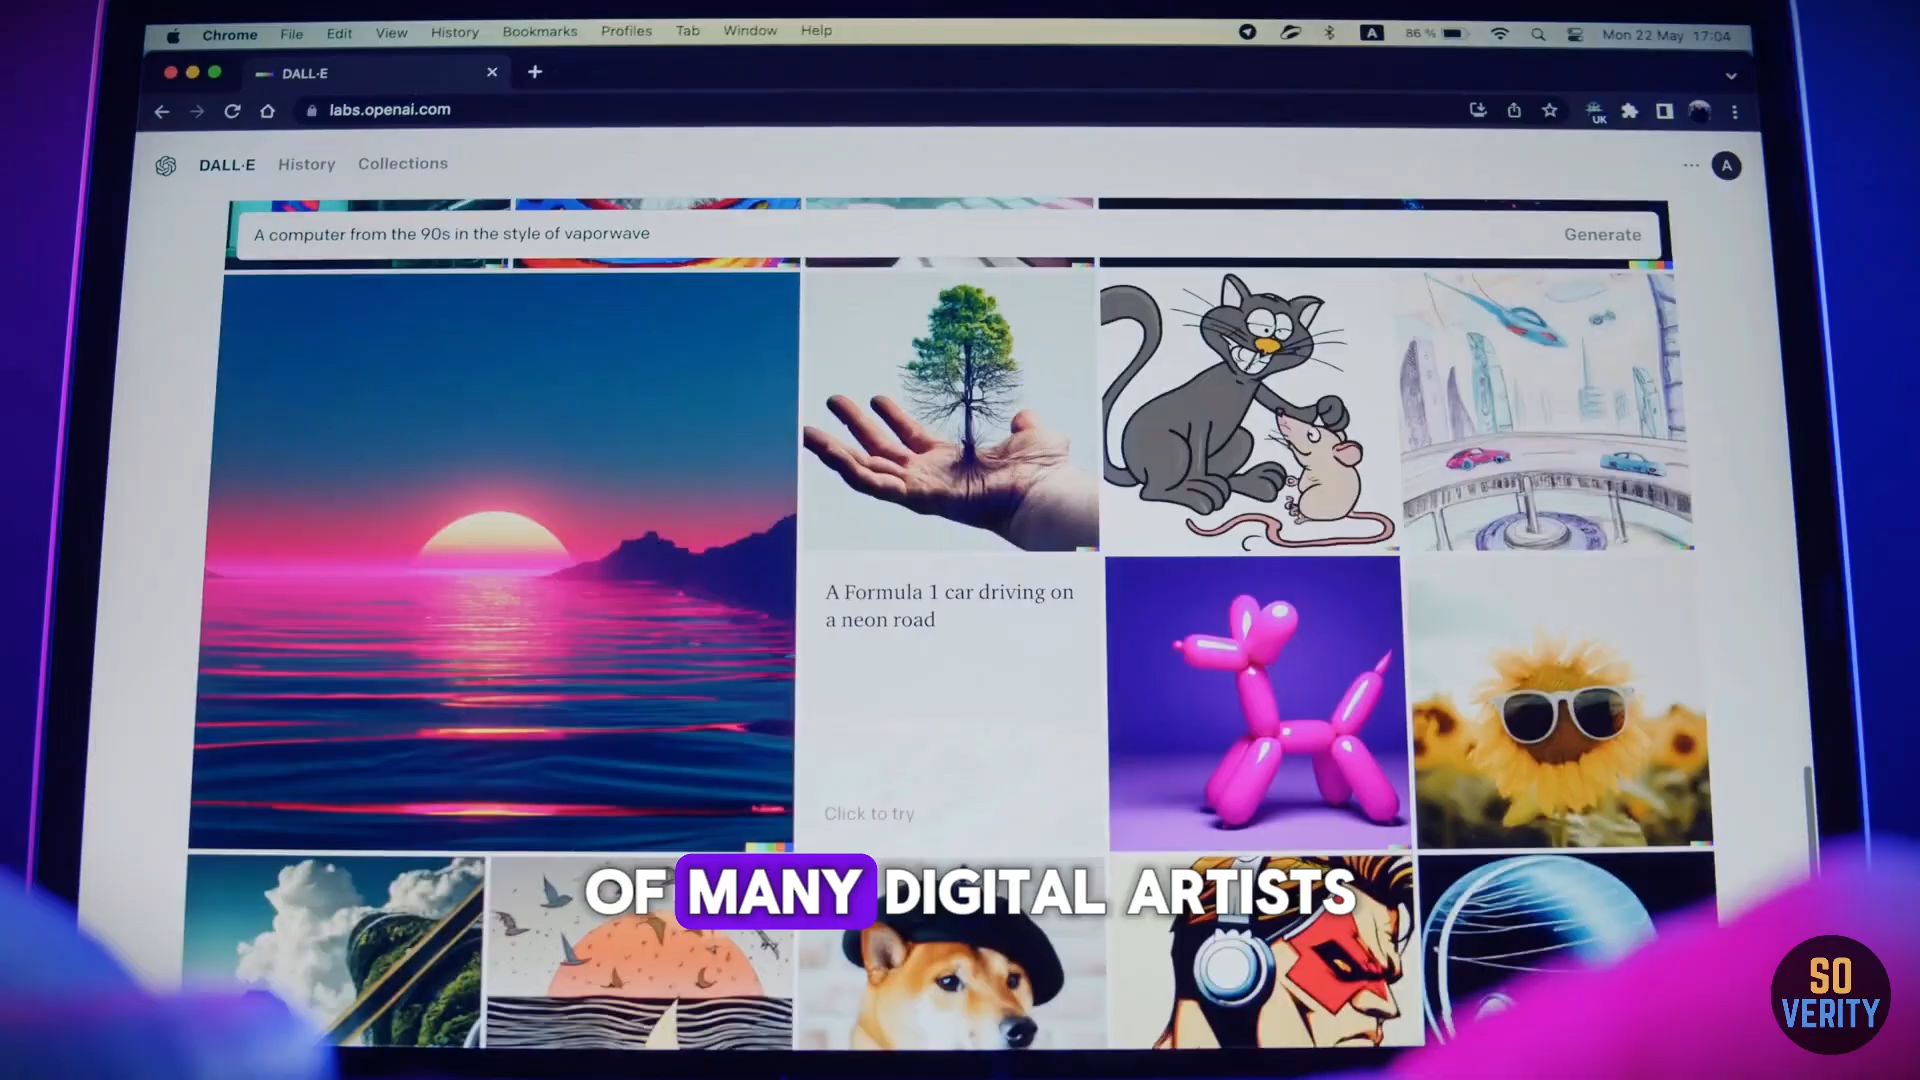 Chrome File Edit View History Bookmarks Profiles Tab Window Help A 86 % Mon 22 May 17:04
DALL·E
labs.openai.com
UK
DALL·E History Collections
A
A computer from the 90s in the style of vaporwave
Generate
A Formula 1 car driving on
a neon road
Click to try
OF MANY DIGITAL ARTISTS
SO
VERITY